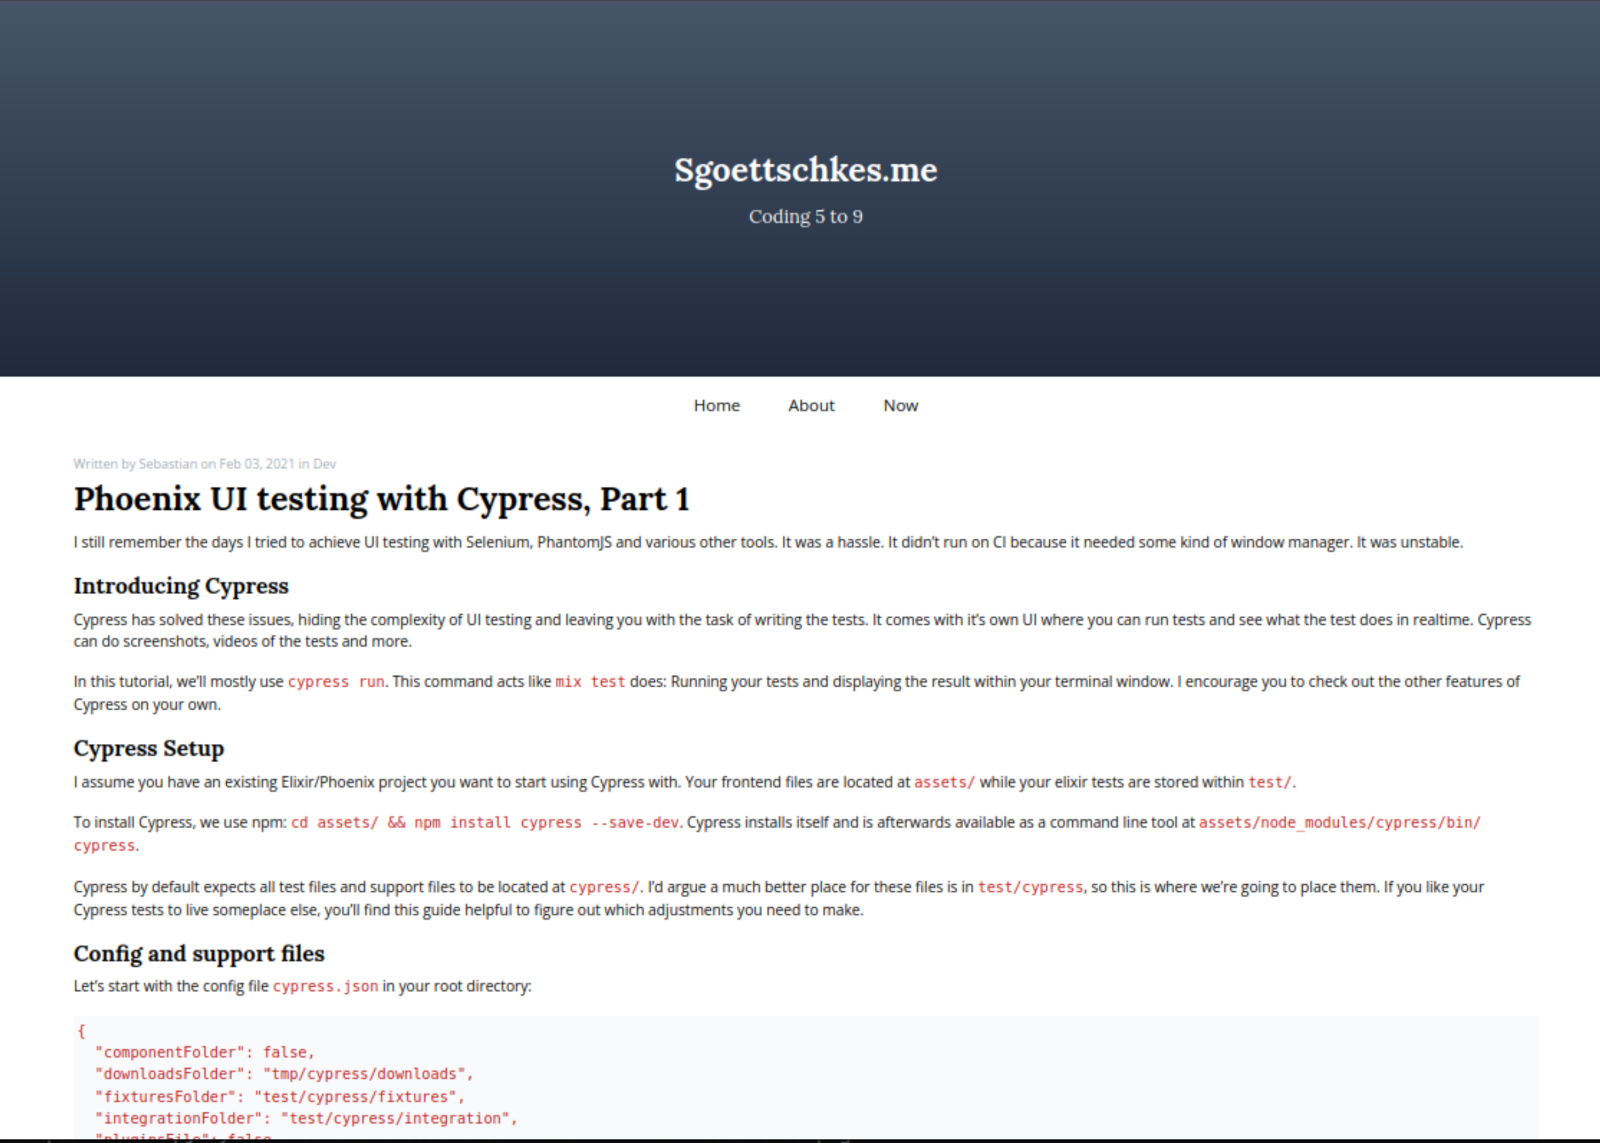 Sgoettschkes.me
Coding 5 to 9
Home About Now
Written by Sebastian on Feb 03, 2021 in Dev
Phoenix UI testing with Cypress, Part 1
I still remember the days I tried to achieve UI testing with Selenium, PhantomJS and various other tools. It was a hassle. It didn't run on CI because it needed some kind of window manager. It was unstable.
Introducing Cypress
Cypress has solved these issues, hiding the complexity of UI testing and leaving you with the task of writing the tests. It comes with it's own UI where you can run tests and see what the test does in realtime. Cypress
can do screenshots, videos of the tests and more.
In this tutorial, we'll mostly use cypress run. This command acts like mix test does: Running your tests and displaying the result within your terminal window. I encourage you to check out the other features of
Cypress on your own.
Cypress Setup
I assume you have an existing Elixir/Phoenix project you want to start using Cypress with. Your frontend files are located at assets/ while your elixir tests are stored within test/.
To install Cypress, we use npm: cd assets/ && npm install cypress --save-dev. Cypress installs itself and is afterwards available as a command line tool at assets/node_modules/cypress/bin/
cypress.
Cypress by default expects all test files and support files to be located at cypress/. I'd argue a much better place for these files is in test/cypress, so this is where we're going to place them. If you like your
Cypress tests to live someplace else, you'll find this guide helpful to figure out which adjustments you need to make.
Config and support files
Let's start with the config file cypress.json in your root directory:
{
"componentFolder": false,
"downloadsFolder": "tmp/cypress/downloads",
"fixturesFolder": "test/cypress/fixtures",
"integrationFolder": "test/cypress/integration",
"pluginsFile": false